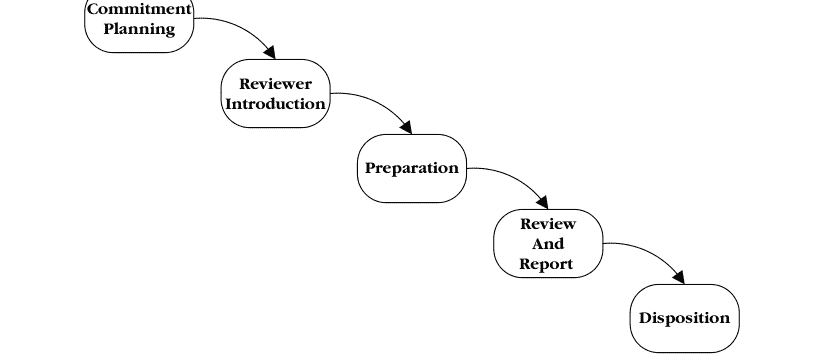 Commitment
Planning
Reviewer
Introduction
Preparation
Review
And
Report
Disposition